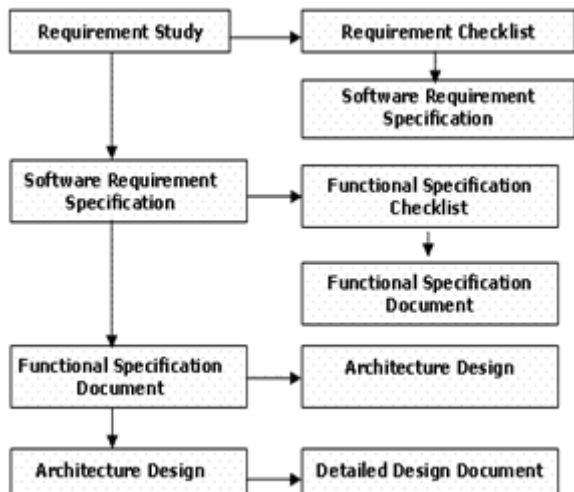 Requirement Study
Requirement Checklist
Software Requirement
Specification
Software Requirement
Specification
Functional Specification
Checklist
Functional Specification
Document
Functional Specification
Document
Architecture Design
Architecture Design
Detailed Design Document